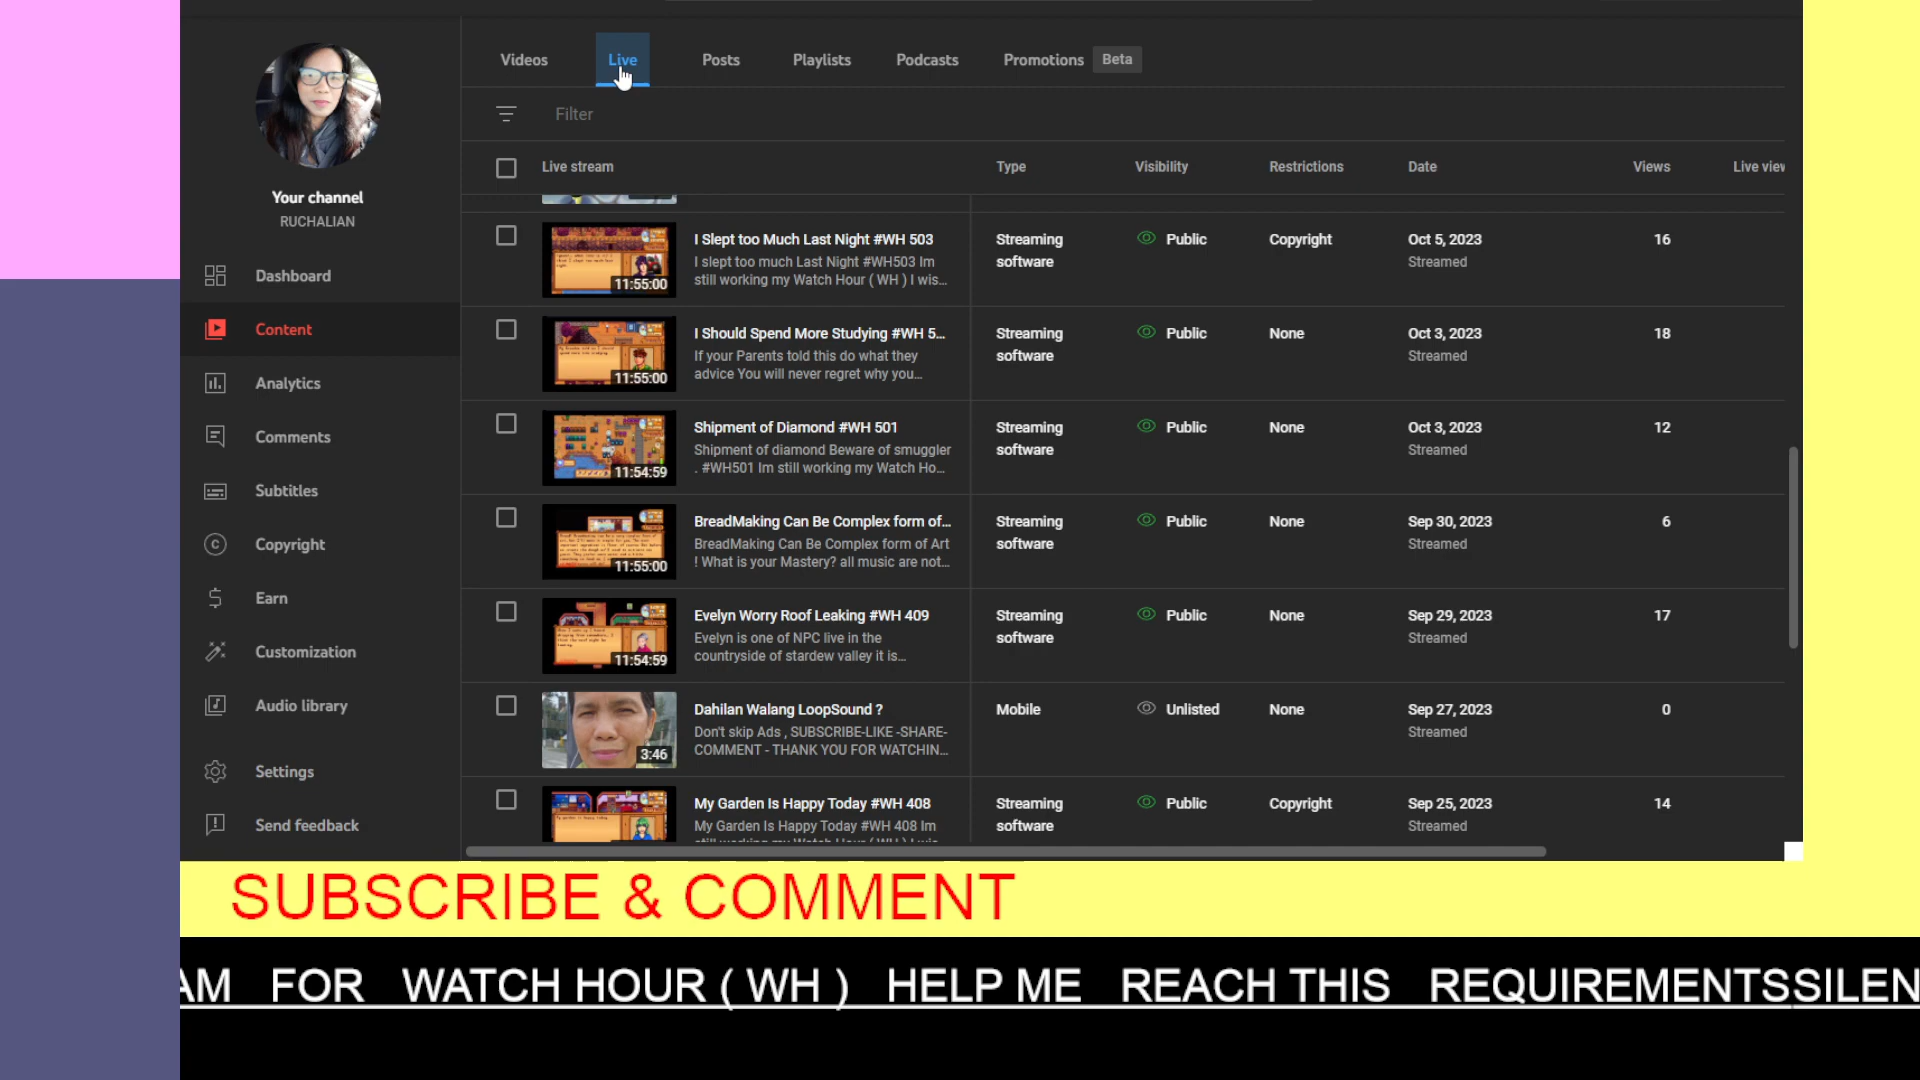 Videos
Live
Posts
Playlists
Podcasts
Promotions
Beta
Filter
Your channel
RUCHALIAN
Dashboard
Content
Analytics
Comments
Subtitles
Copyright
Earn
Customization
Audio library
Settings
Send feedback
Live stream
Type
Visibility
Restrictions
Date
Views
Live view
11:55:00
I Slept too Much Last Night #WH 503
I slept too much Last Night #WH503 Im
still working my Watch Hour ( WH ) I wis...
Streaming
software
Public
Copyright
Oct 5, 2023
Streamed
16
11:55:00
I Should Spend More Studying #WH 5...
If your Parents told this do what they
advice You will never regret why you...
Streaming
software
Public
None
Oct 3, 2023
Streamed
18
11:54:59
Shipment of Diamond #WH 501
Shipment of diamond Beware of smuggler
. #WH501 Im still working my Watch Ho...
Streaming
software
Public
None
Oct 3, 2023
Streamed
12
11:55:00
BreadMaking Can Be Complex form of...
BreadMaking Can Be Complex form of Art
! What is your Mastery? all music are not...
Streaming
software
Public
None
Sep 30, 2023
Streamed
6
11:54:59
Evelyn Worry Roof Leaking #WH 409
Evelyn is one of NPC live in the
countryside of stardew valley it is...
Streaming
software
Public
None
Sep 29, 2023
Streamed
17
3:46
Dahilan Walang LoopSound ?
Don't skip Ads , SUBSCRIBE-LIKE -SHARE-
COMMENT - THANK YOU FOR WATCHIN...
Mobile
Unlisted
None
Sep 27, 2023
Streamed
0
My Garden Is Happy Today #WH 408
My Garden Is Happy Today #WH 408 Im
Streaming
software
Public
Copyright
Sep 25, 2023
Streamed
14
SUBSCRIBE & COMMENT
AM FOR WATCH HOUR ( WH ) HELP ME REACH THIS REQUIREMENTSSILEN